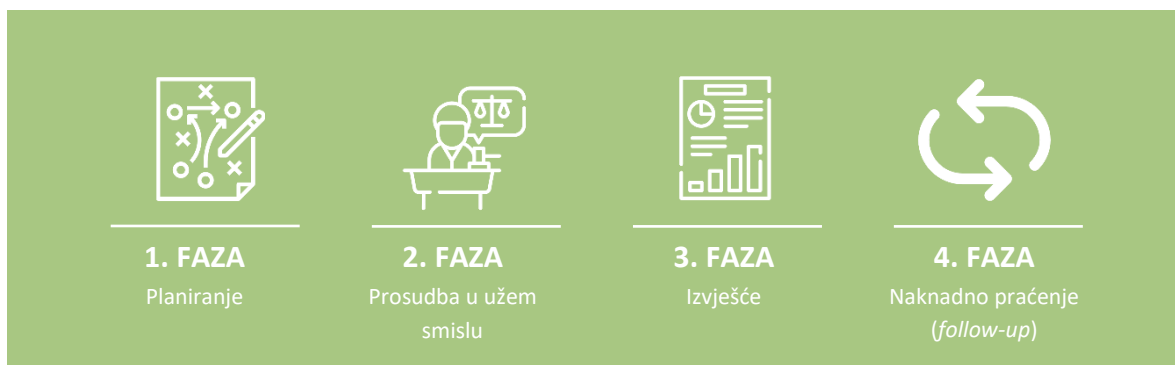 1. FAZA
Planiranje
2. FAZA
Prosudba u užem
smislu
3. FAZA
Izvješće
4. FAZA
Naknadno praćenje
(follow-up)